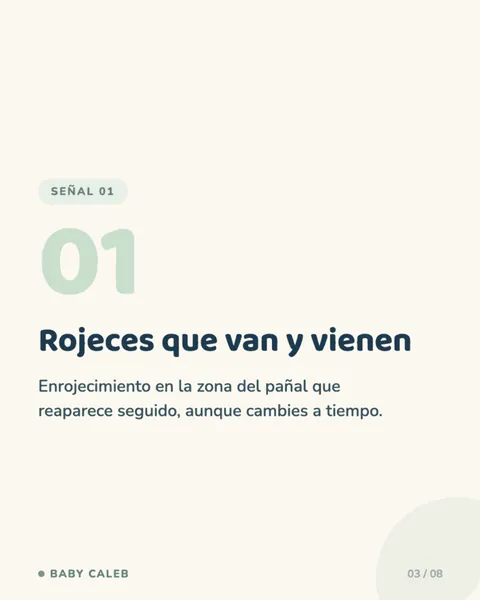 SEÑAL 01
01
Rojeces que van y vienen
Enrojecimiento en la zona del pañal que
reaparece seguido, aunque cambies a tiempo.
BABY CALEB
03 / 08